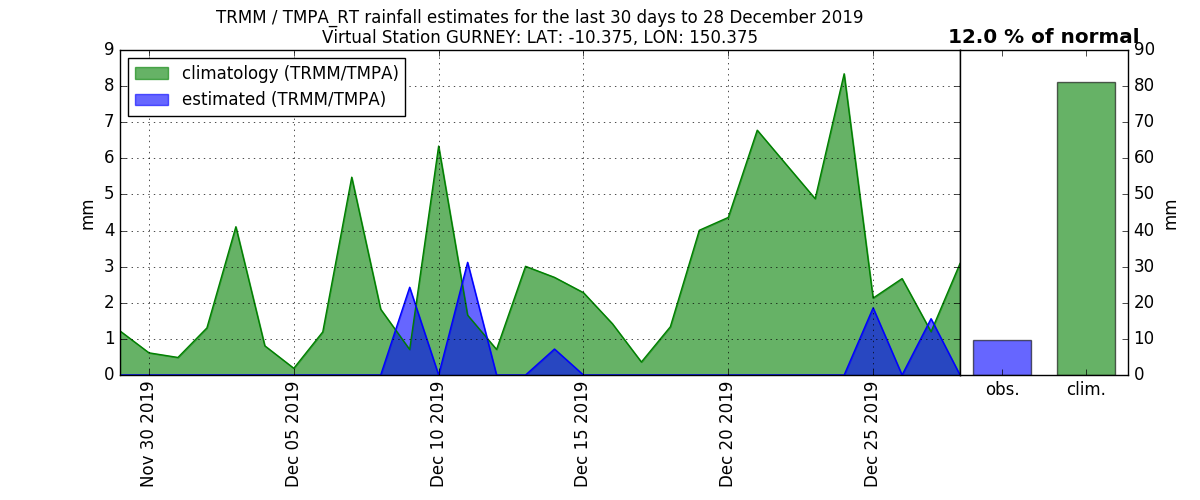 TRMM / TMPA_RT rainfall estimates for the last 30 days to 28 December 2019
Virtual Station GURNEY: LAT: -10.375, LON: 150.375
12.0 % of normal
climatology (TRMM/TMPA)
estimated (TRMM/TMPA)
mm
9
8
7
6
5
4
3
2
1
0
Nov 30 2019
Dec 05 2019
Dec 10 2019
Dec 15 2019
Dec 20 2019
Dec 25 2019
90
80
70
60
50
40
30
20
10
0
mm
obs.
clim.